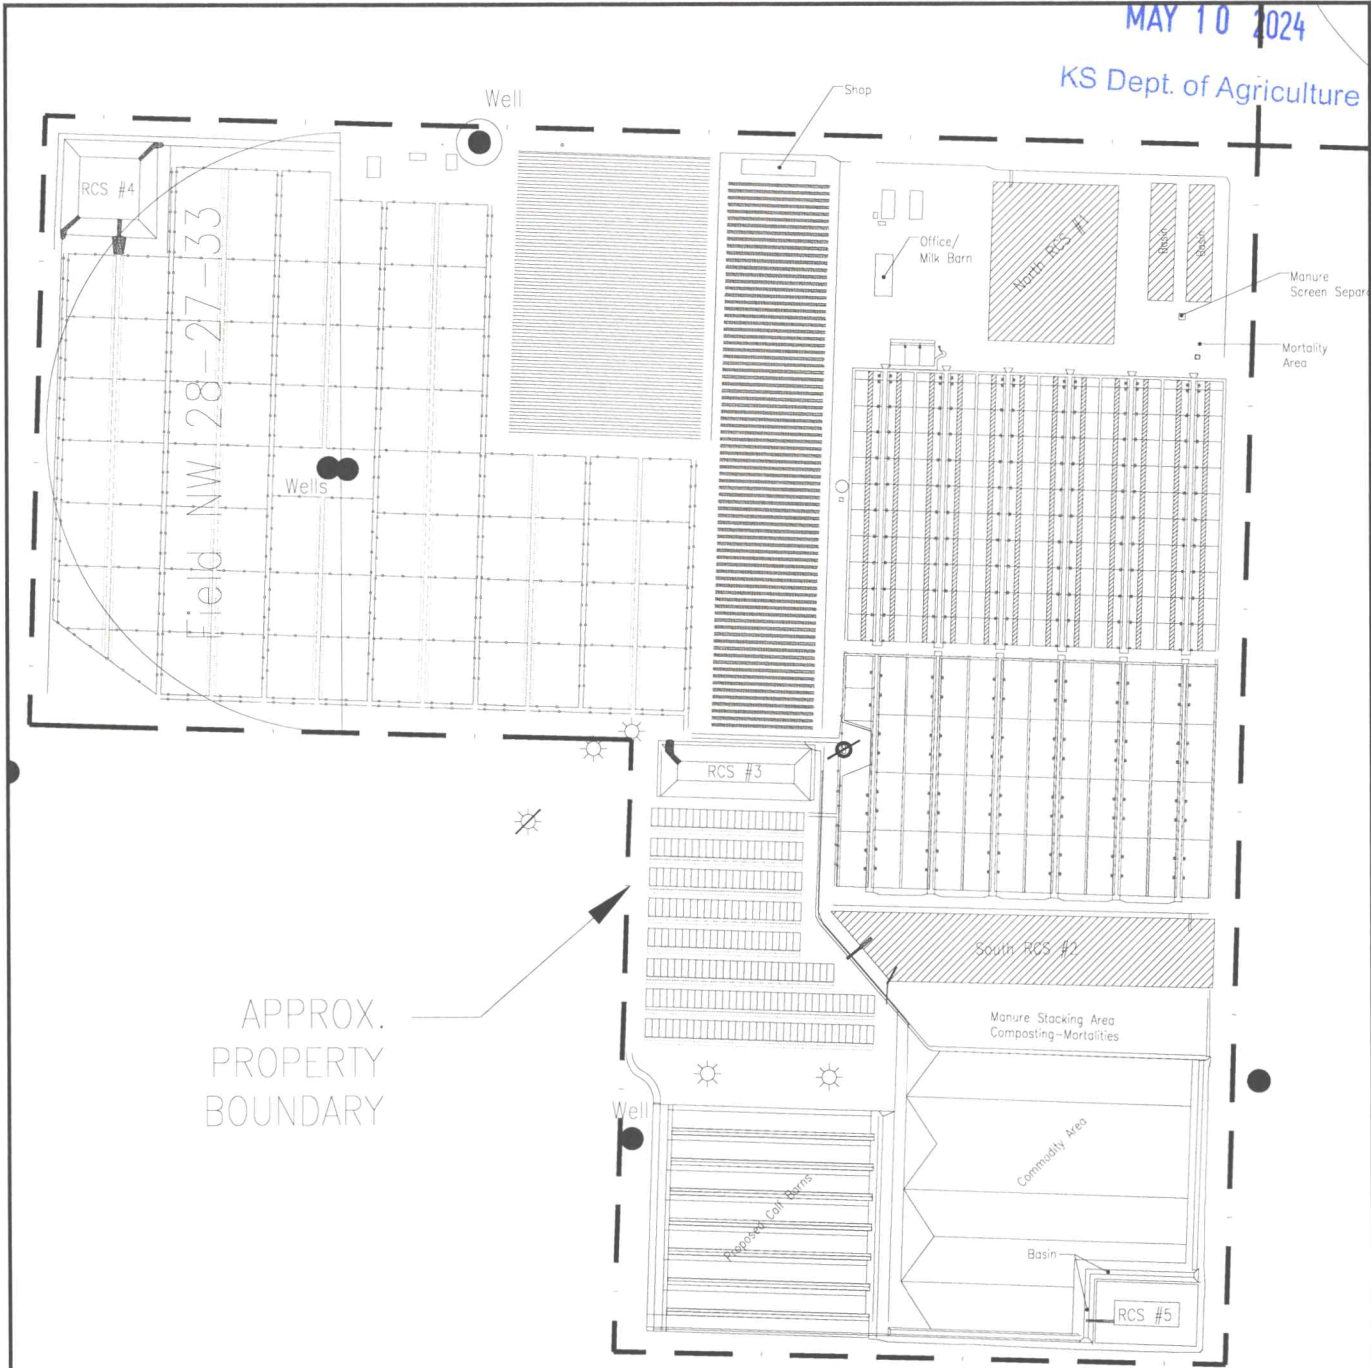 MAY 10 2024
KS Dept. of Agriculture
Well
Shop
RCS #4
Field NW 28-27-33
Wells
Office/
Milk Barn
North RCS #1
Basin
Basin
Manure
Screen
Mortality
Area
RCS #3
South RCS #2
Manure Stacking Area
Composting-Mortalities
APPROX.
PROPERTY
BOUNDARY
Well
Commodity Area
Proposed Calf Barns
Basin
RCS #5